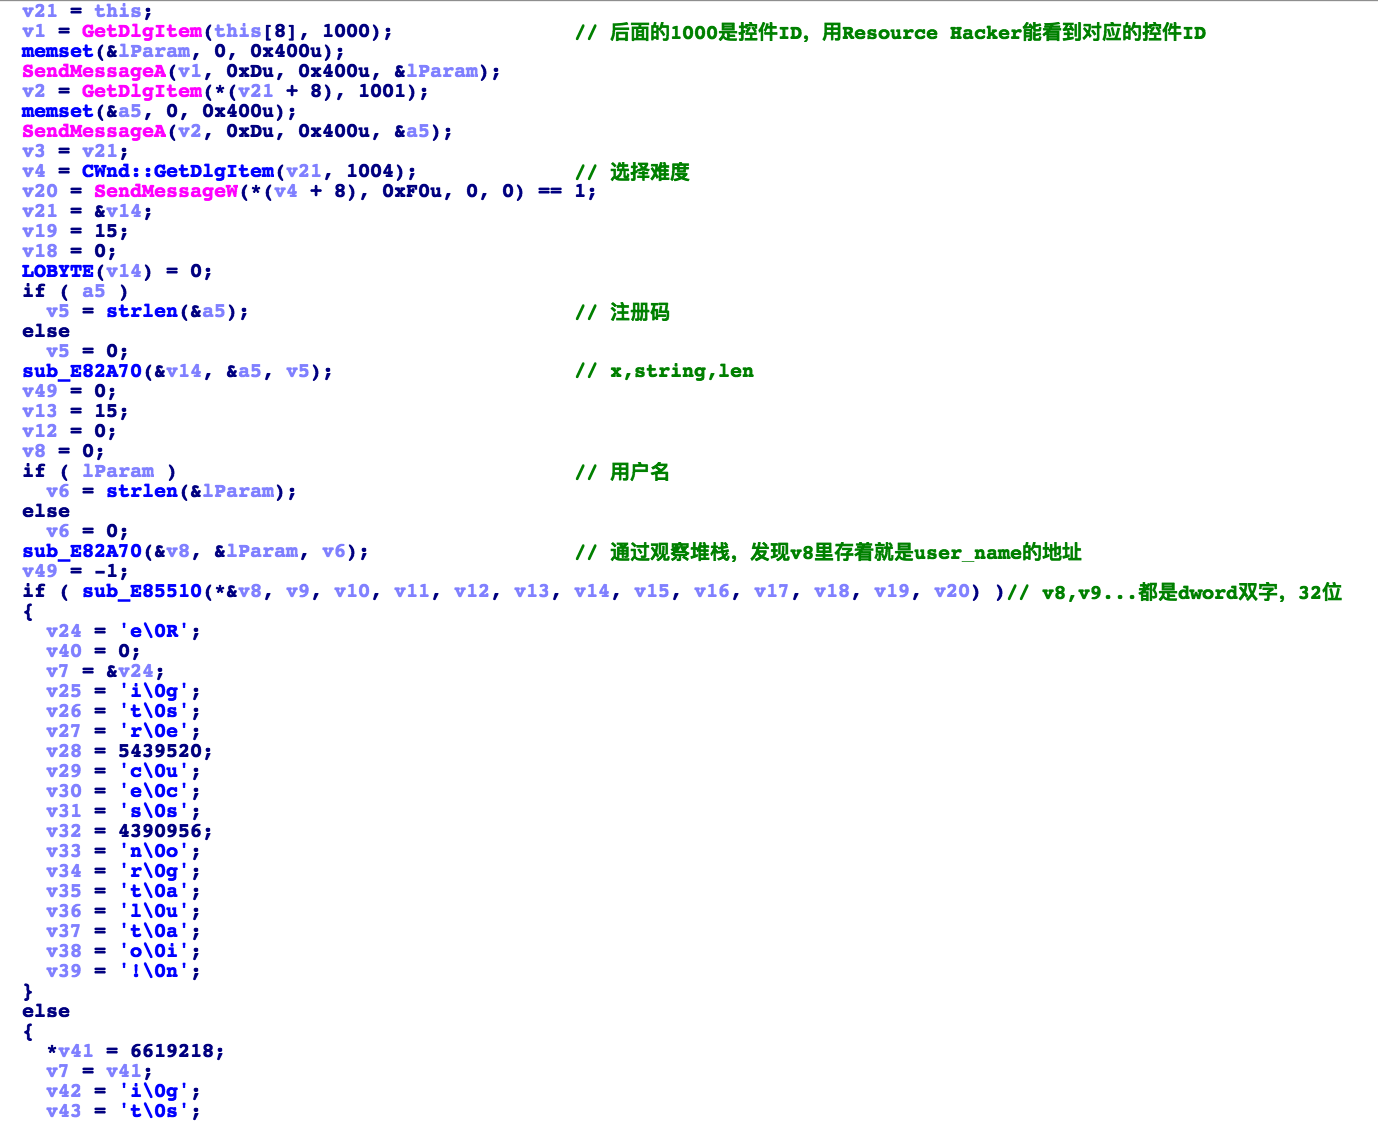 v21 = this;
v1 = GetDlgItem(this[8], 1000); // 后面的1000是控件ID，用Resource Hacker能看到对应的控件ID
memset(&lParam, 0, 0x400u);
SendMessageA(v1, 0xDu, 0x400u, &lParam);
v2 = GetDlgItem(*(v21 + 8), 1001);
memset(&a5, 0, 0x400u);
SendMessageA(v2, 0xDu, 0x400u, &a5);
v3 = v21;
v4 = CWnd::GetDlgItem(v21, 1004); // 选择难度
v20 = SendMessageW(*(v4 + 8), 0xF0u, 0, 0) == 1;
v21 = &v14;
v19 = 15;
v18 = 0;
LOBYTE(v14) = 0;
if ( a5 )
v5 = strlen(&a5); // 注册码
else
v5 = 0;
sub_E82A70(&v14, &a5, v5); // x,string,len
v49 = 0;
v13 = 15;
v12 = 0;
v8 = 0;
if ( lParam ) // 用户名
v6 = strlen(&lParam);
else
v6 = 0;
sub_E82A70(&v8, &lParam, v6); // 通过观察堆栈，发现v8里存着就是user_name的地址
v49 = -1;
if ( sub_E85510(*&v8, v9, v10, v11, v12, v13, v14, v15, v16, v17, v18, v19, v20) )// v8,v9...都是dword双字，32位
{
v24 = 'e\0R';
v40 = 0;
v7 = &v24;
v25 = 'i\0g';
v26 = 't\0s';
v27 = 'r\0e';
v28 = 5439520;
v29 = 'c\0u';
v30 = 'e\0c';
v31 = 's\0s';
v32 = 4390956;
v33 = 'n\0o';
v34 = 'r\0g';
v35 = 't\0a';
v36 = 'l\0u';
v37 = 't\0a';
v38 = 'o\0i';
v39 = '!\0n';
}
else
{
*v41 = 6619218;
v7 = v41;
v42 = 'i\0g';
v43 = 't\0s';